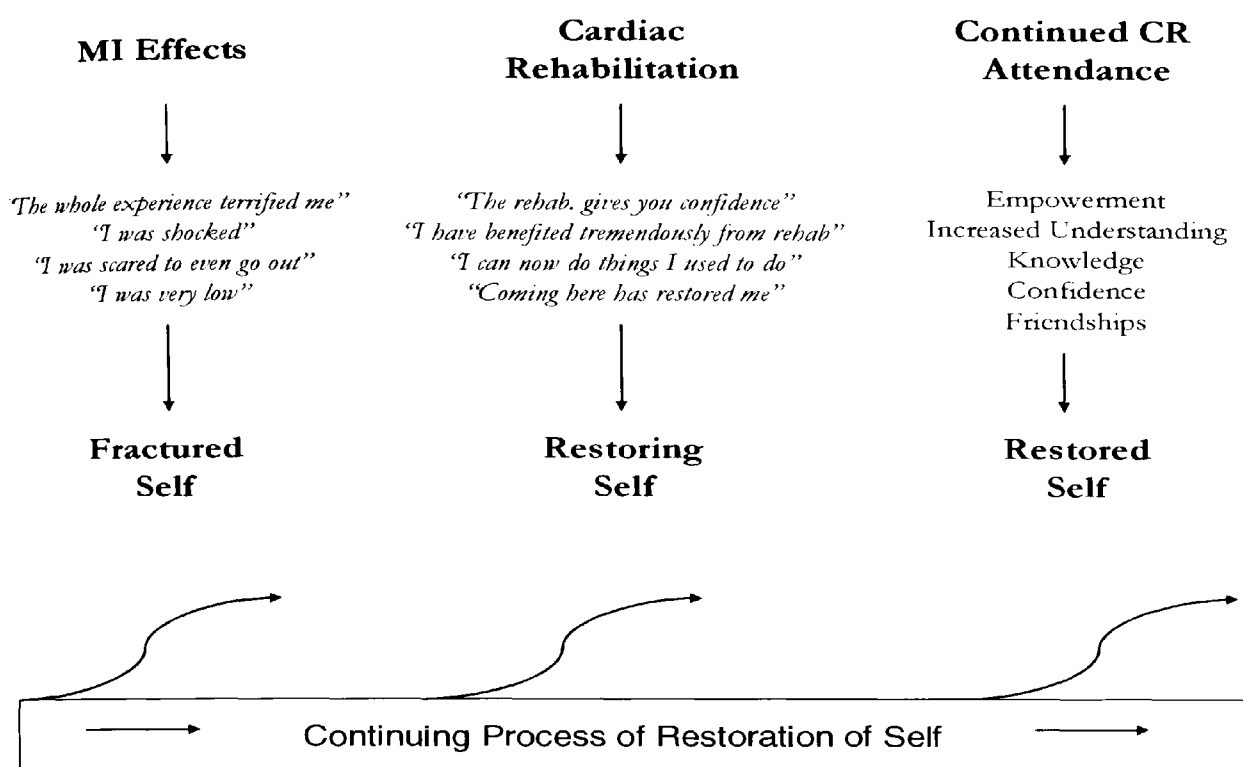 MI Effects
"The whole experience terrified me"
"I was shocked"
"I was scared to even go out"
"I was very low"
Fractured
Self
Cardiac
Rehabilitation
"The rehab. gives you confidence"
"I have benefited tremendously from rehab"
"I can now do things I used to do"
"Coming here has restored me"
Restoring
Self
Continued CR
Attendance
Empowerment
Increased Understanding
Knowledge
Confidence
Friendships
Restored
Self
Continuing Process of Restoration of Self